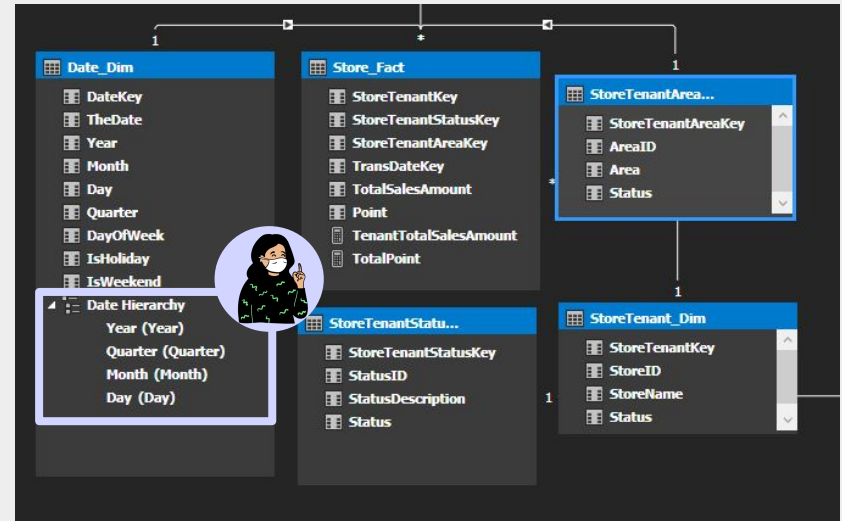 1
*
1
Date_Dim
DateKey
TheDate
Year
Month
Day
Quarter
DayOfWeek
IsHoliday
IsWeekend
Date Hierarchy
Year (Year)
Quarter (Quarter)
Month (Month)
Day (Day)
Store_Fact
StoreTenantKey
StoreTenantStatusKey
StoreTenantAreaKey
TransDateKey
TotalSalesAmount
Point
TenantTotalSalesAmount
TotalPoint
*
StoreTenantArea...
StoreTenantAreaKey
AreaID
Area
Status
StoreTenantStatu...
StoreTenantStatusKey
StatusID
StatusDescription
Status
1
1
StoreTenant_Dim
StoreTenantKey
StoreID
StoreName
Status